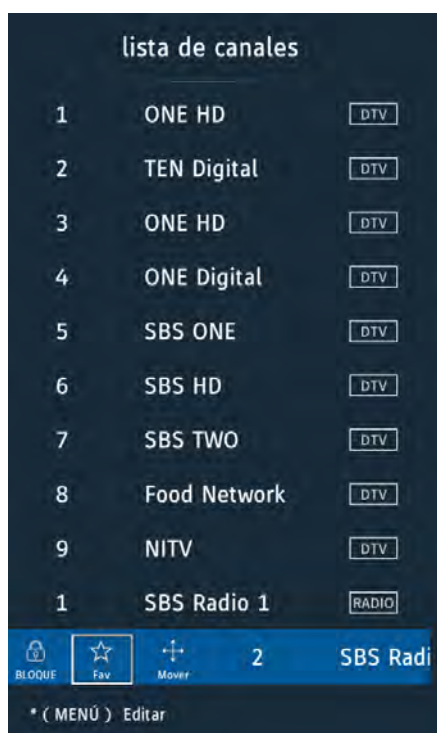 lista de canales
1 ONE HD DTV
2 TEN Digital DTV
3 ONE HD DTV
4 ONE Digital DTV
5 SBS ONE DTV
6 SBS HD DTV
7 SBS TWO DTV
8 Food Network DTV
9 NITV DTV
1 SBS Radio 1 RADIO
BLOQUE Fav Mover 2 SBS Radi
* ( MENÚ ) Editar